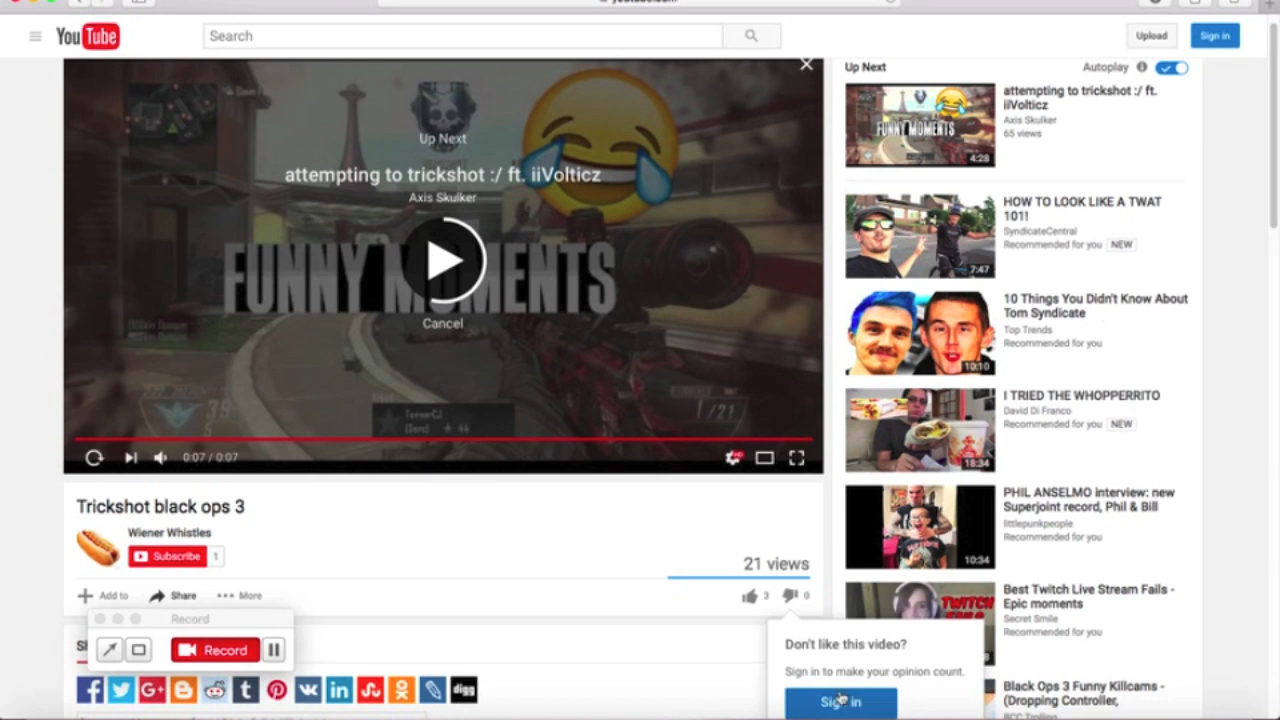 YouTube
Search
Upload
Sign in
Up Next
attempting to trickshot :/ ft. iiVolticz
Axis Skulker
FUNNY MOMENTS
Cancel
39
1/21
0:07 / 0:07
Trickshot black ops 3
Wiener Whistles
Subscribe 1
21 views
Add to
Share
More
3
0
Record
Record
digg
Don't like this video?
Sign in to make your opinion count.
Sign in
Up Next
Autoplay
FUNNY MOMENTS
4:28
attempting to trickshot :/ ft.
iiVolticz
Axis Skulker
65 views
7:47
HOW TO LOOK LIKE A TWAT
101!
SyndicateCentral
Recommended for you NEW
10:10
10 Things You Didn't Know About
Tom Syndicate
Top Trends
Recommended for you
18:34
I TRIED THE WHOPPERRITO
David Di Franco
Recommended for you NEW
10:34
PHIL ANSELMO interview: new
Superjoint record, Phil & Bill
littlepunkpeople
Recommended for you
TWITCH
Best Twitch Live Stream Fails -
Epic moments
Secret Smile
Recommended for you
Black Ops 3 Funny Killcams -
(Dropping Controller,